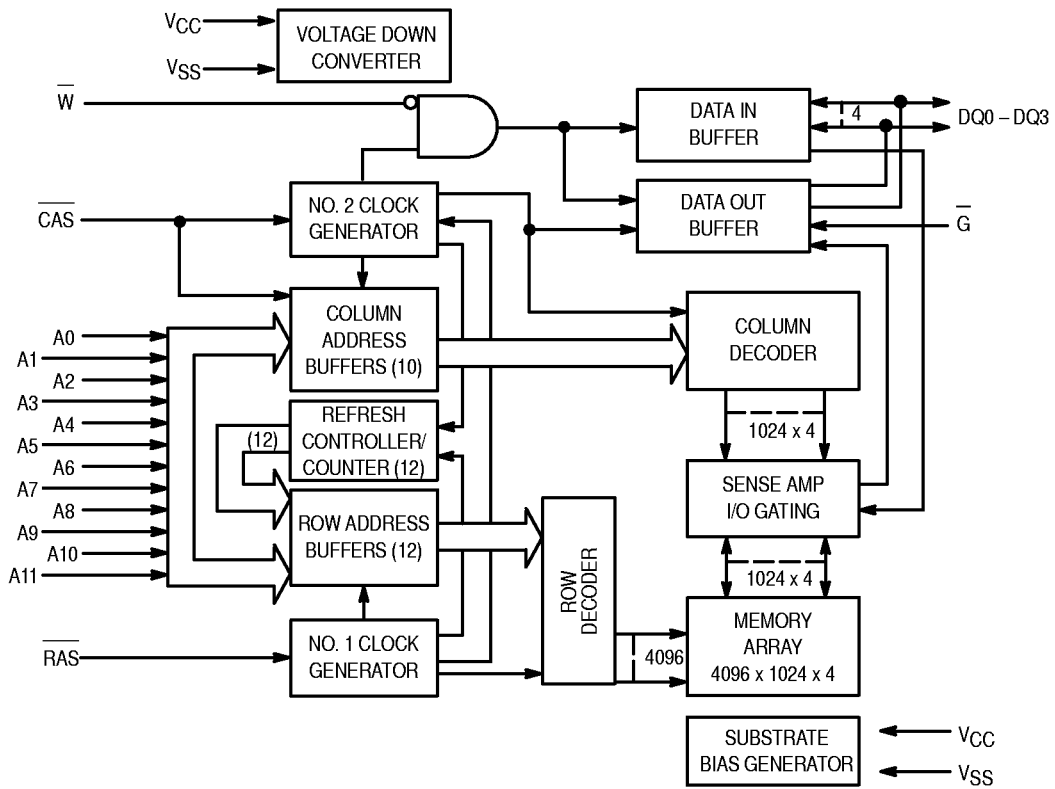 VCC
VSS
VOLTAGE DOWN
CONVERTER
W
DATA IN
BUFFER
4
DQ0 – DQ3
CAS
NO. 2 CLOCK
GENERATOR
DATA OUT
BUFFER
G
A0
A1
A2
A3
A4
A5
A6
A7
A8
A9
A10
A11
COLUMN
ADDRESS
BUFFERS (10)
COLUMN
DECODER
REFRESH
CONTROLLER/
COUNTER (12)
(12)
1024 x 4
SENSE AMP
I/O GATING
ROW ADDRESS
BUFFERS (12)
ROW
DECODER
1024 x 4
RAS
NO. 1 CLOCK
GENERATOR
4096
MEMORY
ARRAY
4096 x 1024 x 4
SUBSTRATE
BIAS GENERATOR
VCC
VSS